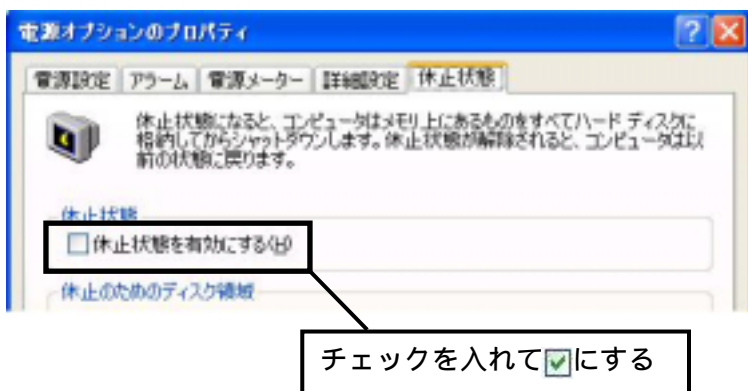 電源オプションのプロパティ
電源設定 アラーム 電源メーター 詳細設定 休止状態
休止状態になると、コンピュータはメモリ上にあるものをすべてハード ディスクに
格納してからシャットダウンします。休止状態が解除されると、コンピュータは以
前の状態に戻ります。
休止状態
休止状態を有効にする(H)
休止のためのディスク領域
チェックを入れて☑にする